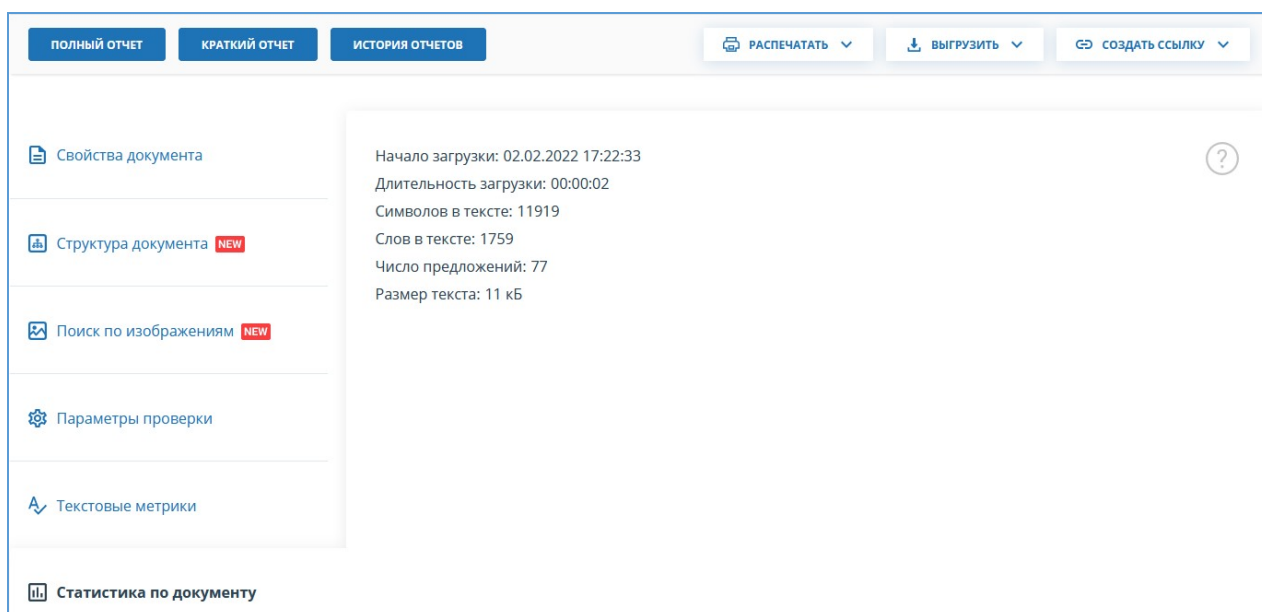 ПОЛНЫЙ ОТЧЕТ КРАТКИЙ ОТЧЕТ ИСТОРИЯ ОТЧЕТОВ РАСПЕЧАТАТЬ ВЫГРУЗИТЬ СОЗДАТЬ ССЫЛКУ
Свойства документа
Структура документа NEW
Поиск по изображениям NEW
Параметры проверки
Текстовые метрики
Статистика по документу
Начало загрузки: 02.02.2022 17:22:33
Длительность загрузки: 00:00:02
Символов в тексте: 11919
Слов в тексте: 1759
Число предложений: 77
Размер текста: 11 кБ
?